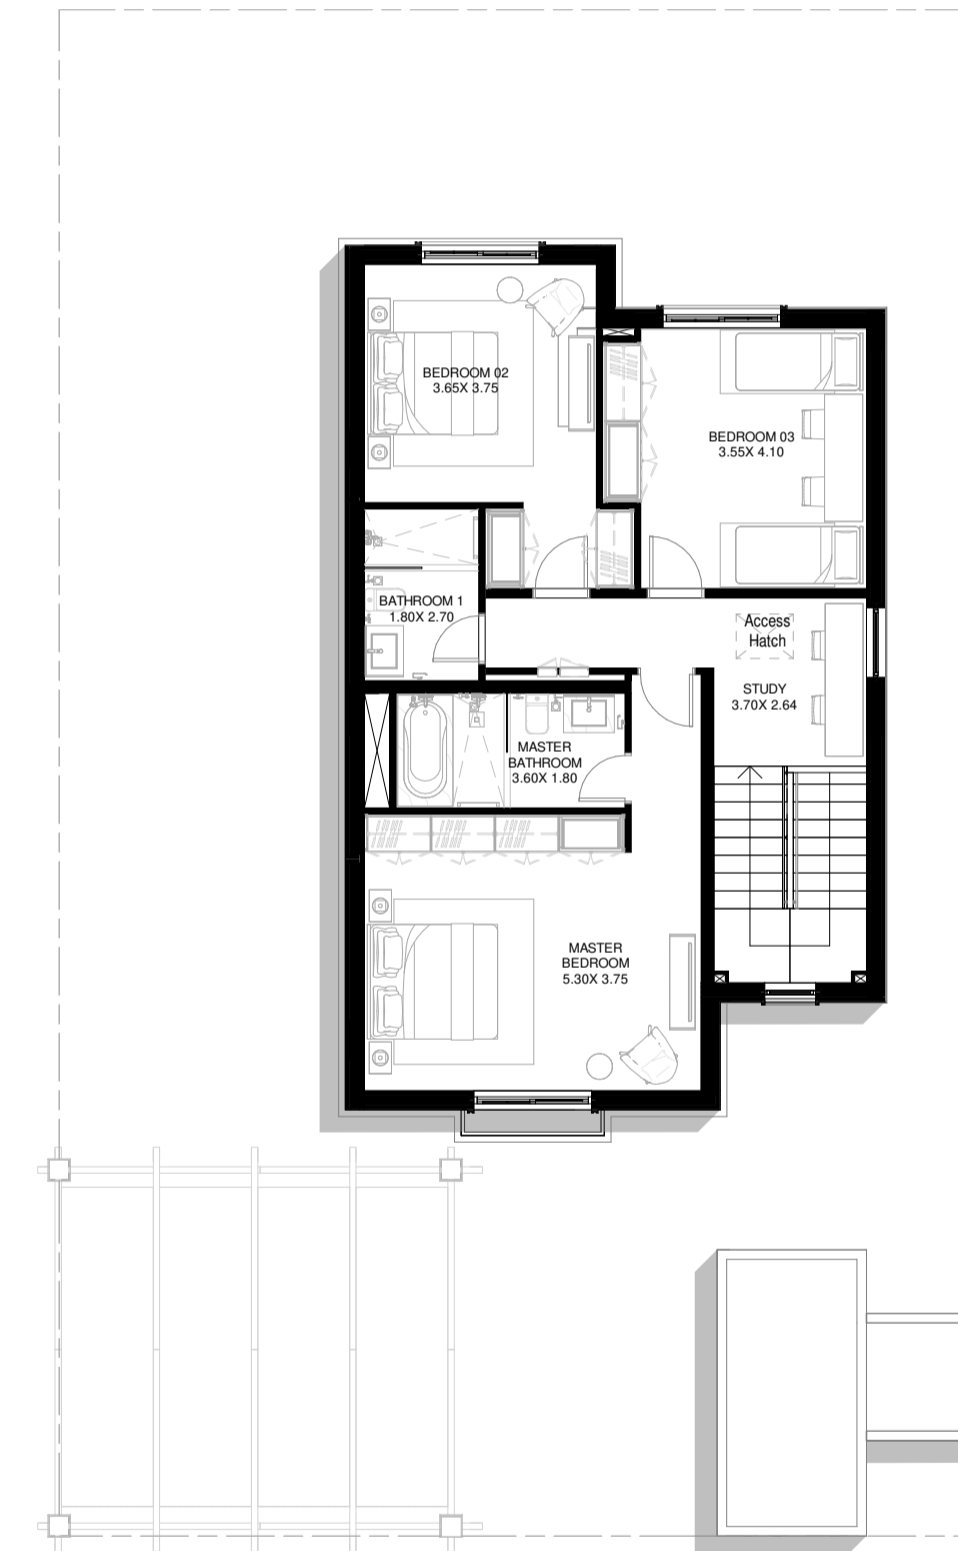 BEDROOM 02
3.65X 3.75
BEDROOM 03
3.55X 4.10
BATHROOM 1
1.80X 2.70
Access
Hatch
STUDY
3.70X 2.64
MASTER
BATHROOM
3.60X 1.80
MASTER
BEDROOM
5.30X 3.75